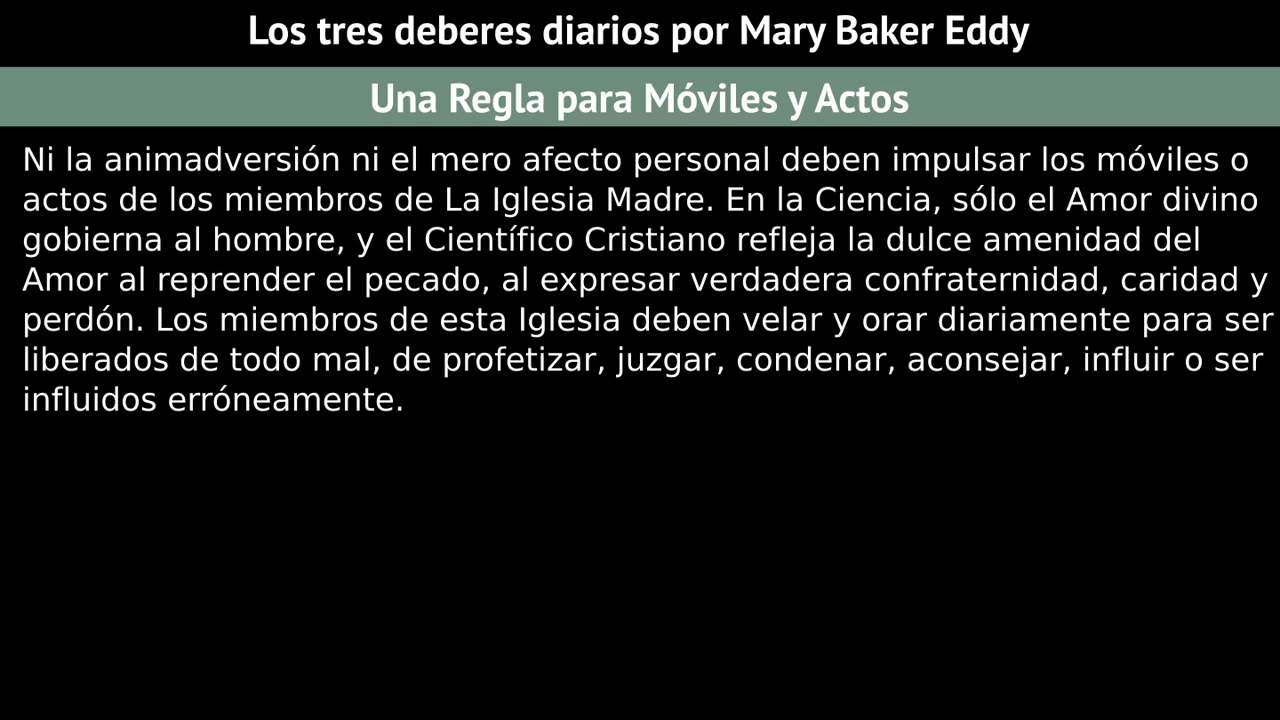 Los tres deberes diarios por Mary Baker Eddy
Una Regla para Móviles y Actos
Ni la animadversión ni el mero afecto personal deben impulsar los móviles o
actos de los miembros de La Iglesia Madre. En la Ciencia, sólo el Amor divino
gobierna al hombre, y el Científico Cristiano refleja la dulce amenidad del
Amor al reprender el pecado, al expresar verdadera confraternidad, caridad y
perdón. Los miembros de esta Iglesia deben velar y orar diariamente para ser
liberados de todo mal, de profetizar, juzgar, condenar, aconsejar, influir o ser
influidos erróneamente.